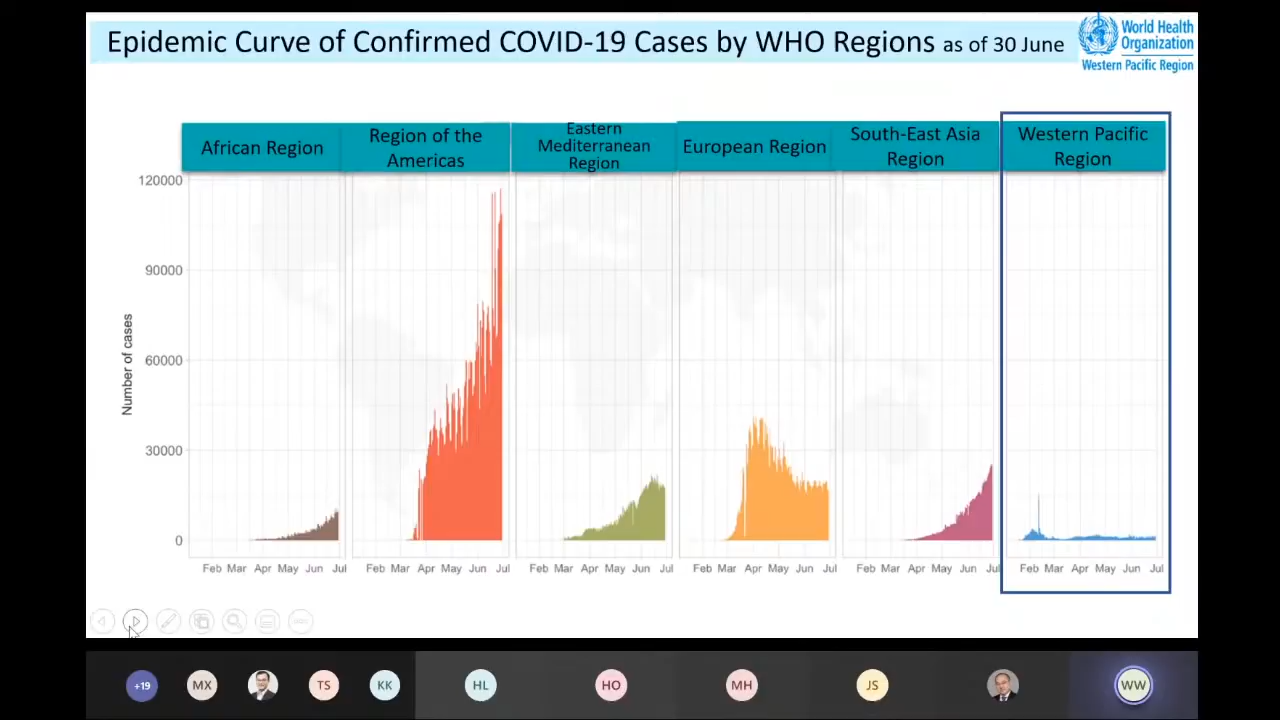 Epidemic Curve of Confirmed COVID-19 Cases by WHO Regions as of 30 June
World Health
Organization
Western Pacific Region
African Region
Region of the
Americas
Eastern
Mediterranean
Region
European Region
South-East Asia
Region
Western Pacific
Region
120000
90000
60000
30000
0
Number of cases
Feb Mar Apr May Jun Jul
Feb Mar Apr May Jun Jul
Feb Mar Apr May Jun Jul
Feb Mar Apr May Jun Jul
Feb Mar Apr May Jun Jul
Feb Mar Apr May Jun Jul
+19
MX
TS
KK
HL
HO
MH
JS
WW